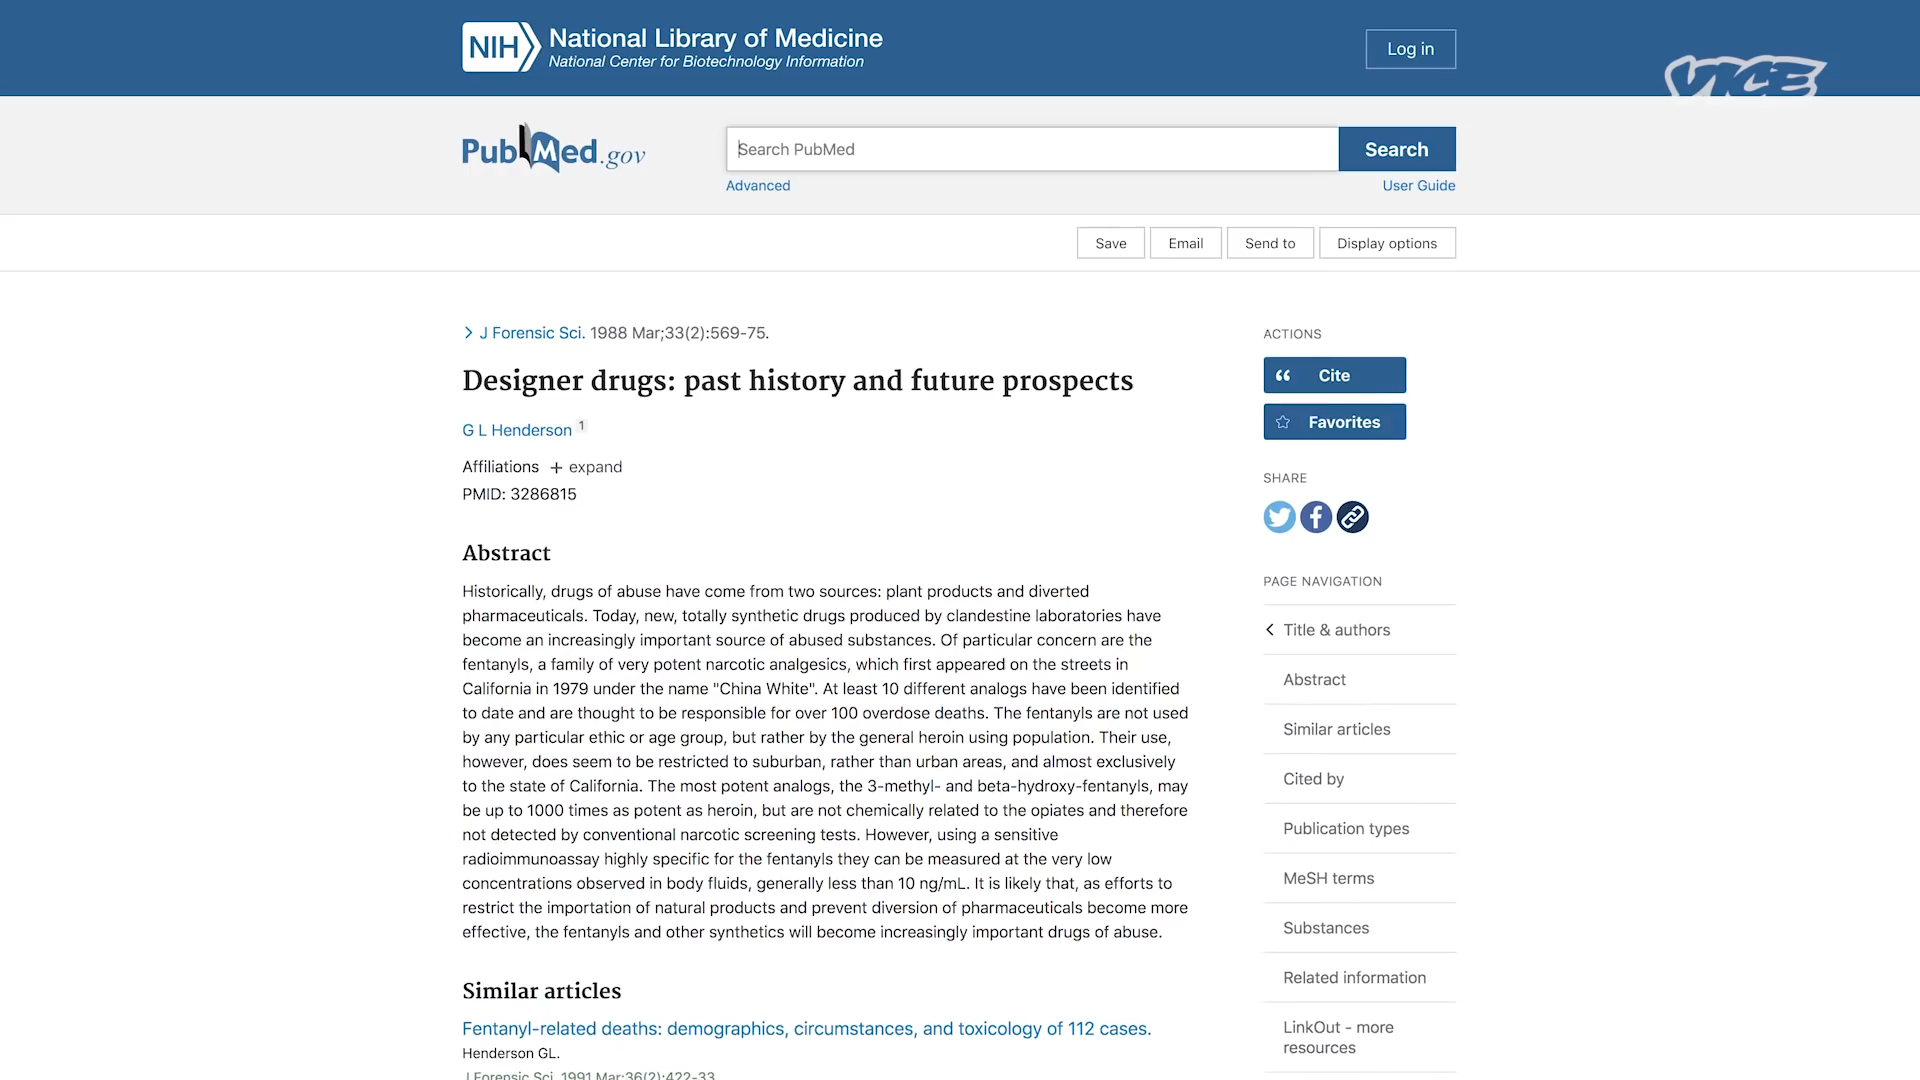 NIH National Library of Medicine
National Center for Biotechnology Information
Log in
VICE
PubMed.gov
Search PubMed
Search
Advanced
User Guide
Save
Email
Send to
Display options
J Forensic Sci. 1988 Mar;33(2):569-75.
Designer drugs: past history and future prospects
G L Henderson 1
Affiliations + expand
PMID: 3286815
Abstract
Historically, drugs of abuse have come from two sources: plant products and diverted
pharmaceuticals. Today, new, totally synthetic drugs produced by clandestine laboratories have
become an increasingly important source of abused substances. Of particular concern are the
fentanyls, a family of very potent narcotic analgesics, which first appeared on the streets in
California in 1979 under the name "China White". At least 10 different analogs have been identified
to date and are thought to be responsible for over 100 overdose deaths. The fentanyls are not used
by any particular ethic or age group, but rather by the general heroin using population. Their use,
however, does seem to be restricted to suburban, rather than urban areas, and almost exclusively
to the state of California. The most potent analogs, the 3-methyl- and beta-hydroxy-fentanyls, may
be up to 1000 times as potent as heroin, but are not chemically related to the opiates and therefore
not detected by conventional narcotic screening tests. However, using a sensitive
radioimmunoassay highly specific for the fentanyls they can be measured at the very low
concentrations observed in body fluids, generally less than 10 ng/mL. It is likely that, as efforts to
restrict the importation of natural products and prevent diversion of pharmaceuticals become more
effective, the fentanyls and other synthetics will become increasingly important drugs of abuse.
Similar articles
Fentanyl-related deaths: demographics, circumstances, and toxicology of 112 cases.
Henderson GL.
J Forensic Sci. 1991 Mar;36(2):422-33.
ACTIONS
Cite
Favorites
SHARE
PAGE NAVIGATION
Title & authors
Abstract
Similar articles
Cited by
Publication types
MeSH terms
Substances
Related information
LinkOut - more
resources